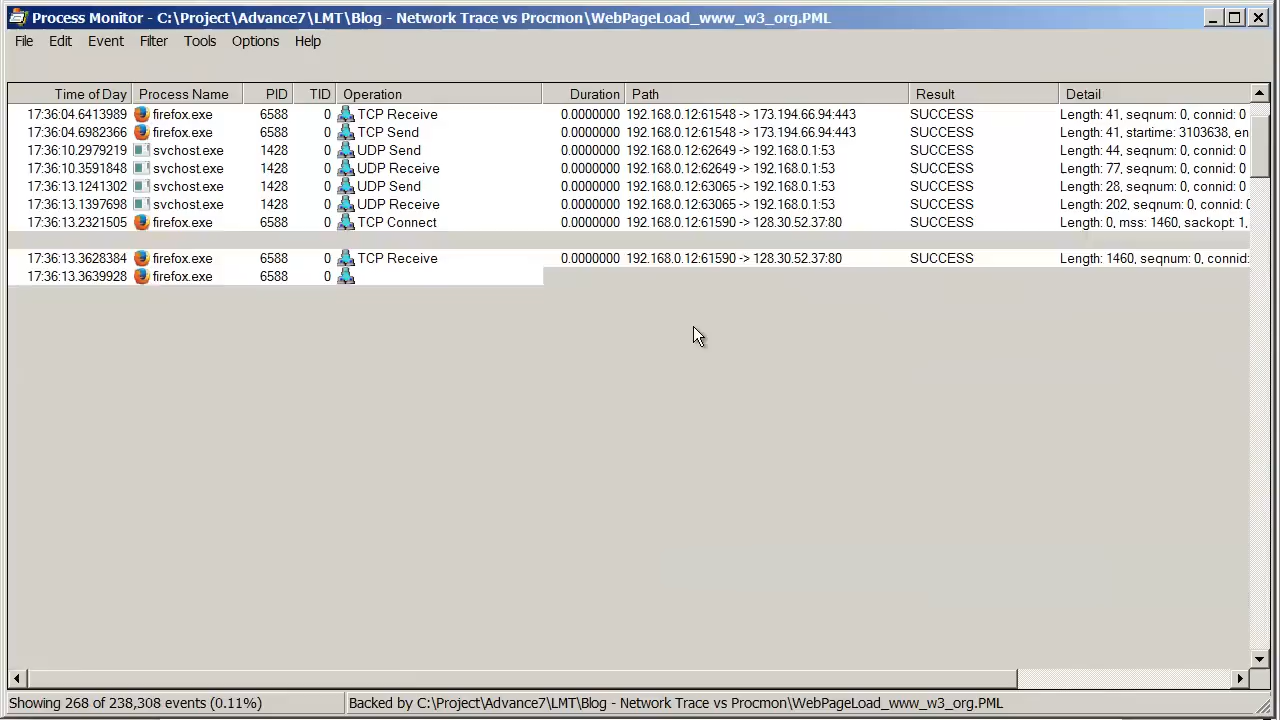 Process Monitor - C:\Project\Advance7\LMT\Blog - Network Trace vs Procmon\WebPageLoad_www_w3_org.PML
File Edit Event Filter Tools Options Help
Time of Day Process Name PID TID Operation Duration Path Result Detail
17:36:04.6413989 firefox.exe 6588 0 TCP Receive 0.0000000 192.168.0.12:61548 -> 173.194.66.94:443 SUCCESS Length: 41, seqnum: 0, connid: 0
17:36:04.6982366 firefox.exe 6588 0 TCP Send 0.0000000 192.168.0.12:61548 -> 173.194.66.94:443 SUCCESS Length: 41, startime: 3103638, en
17:36:10.2979219 svchost.exe 1428 0 UDP Send 0.0000000 192.168.0.12:62649 -> 192.168.0.1:53 SUCCESS Length: 44, seqnum: 0, connid: 0
17:36:10.3591848 svchost.exe 1428 0 UDP Receive 0.0000000 192.168.0.12:62649 -> 192.168.0.1:53 SUCCESS Length: 77, seqnum: 0, connid: 0
17:36:13.1241302 svchost.exe 1428 0 UDP Send 0.0000000 192.168.0.12:63065 -> 192.168.0.1:53 SUCCESS Length: 28, seqnum: 0, connid: 0
17:36:13.1397698 svchost.exe 1428 0 UDP Receive 0.0000000 192.168.0.12:63065 -> 192.168.0.1:53 SUCCESS Length: 202, seqnum: 0, connid:
17:36:13.2321505 firefox.exe 6588 0 TCP Connect 0.0000000 192.168.0.12:61590 -> 128.30.52.37:80 SUCCESS Length: 0, mss: 1460, sackopt: 1,
17:36:13.3628384 firefox.exe 6588 0 TCP Receive 0.0000000 192.168.0.12:61590 -> 128.30.52.37:80 SUCCESS Length: 1460, seqnum: 0, connid:
17:36:13.3639928 firefox.exe 6588 0
Showing 268 of 238,308 events (0.11%) Backed by C:\Project\Advance7\LMT\Blog - Network Trace vs Procmon\WebPageLoad_www_w3_org.PML